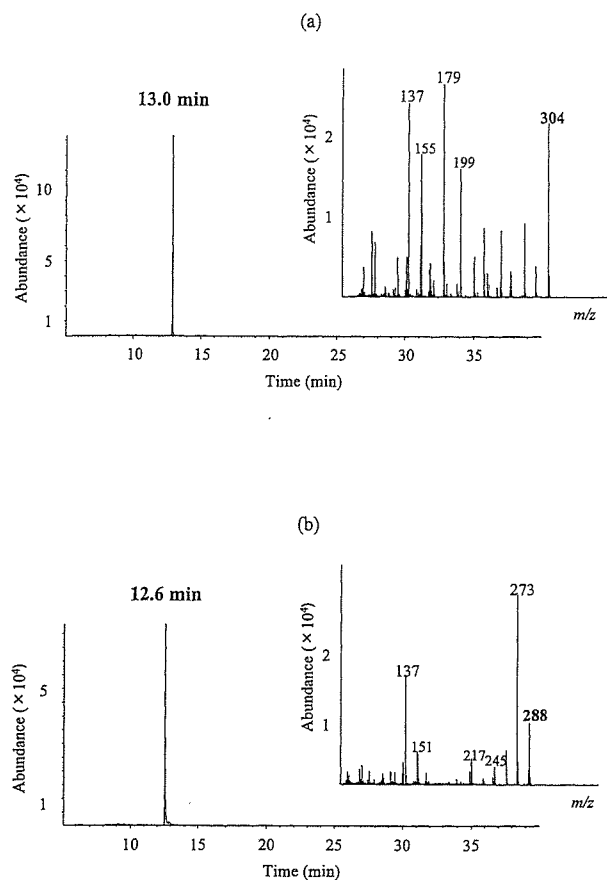 (a)
13.0 min
Abundance ( × 10⁴)
10
5
1
10 15 20 25 30 35
Time (min)
Abundance ( × 10⁴)
2
1
137
155
179
199
304
m/z
(b)
12.6 min
Abundance ( × 10⁴)
5
1
10 15 20 25 30 35
Time (min)
Abundance ( × 10⁴)
2
1
137
151
217
245
273
288
m/z